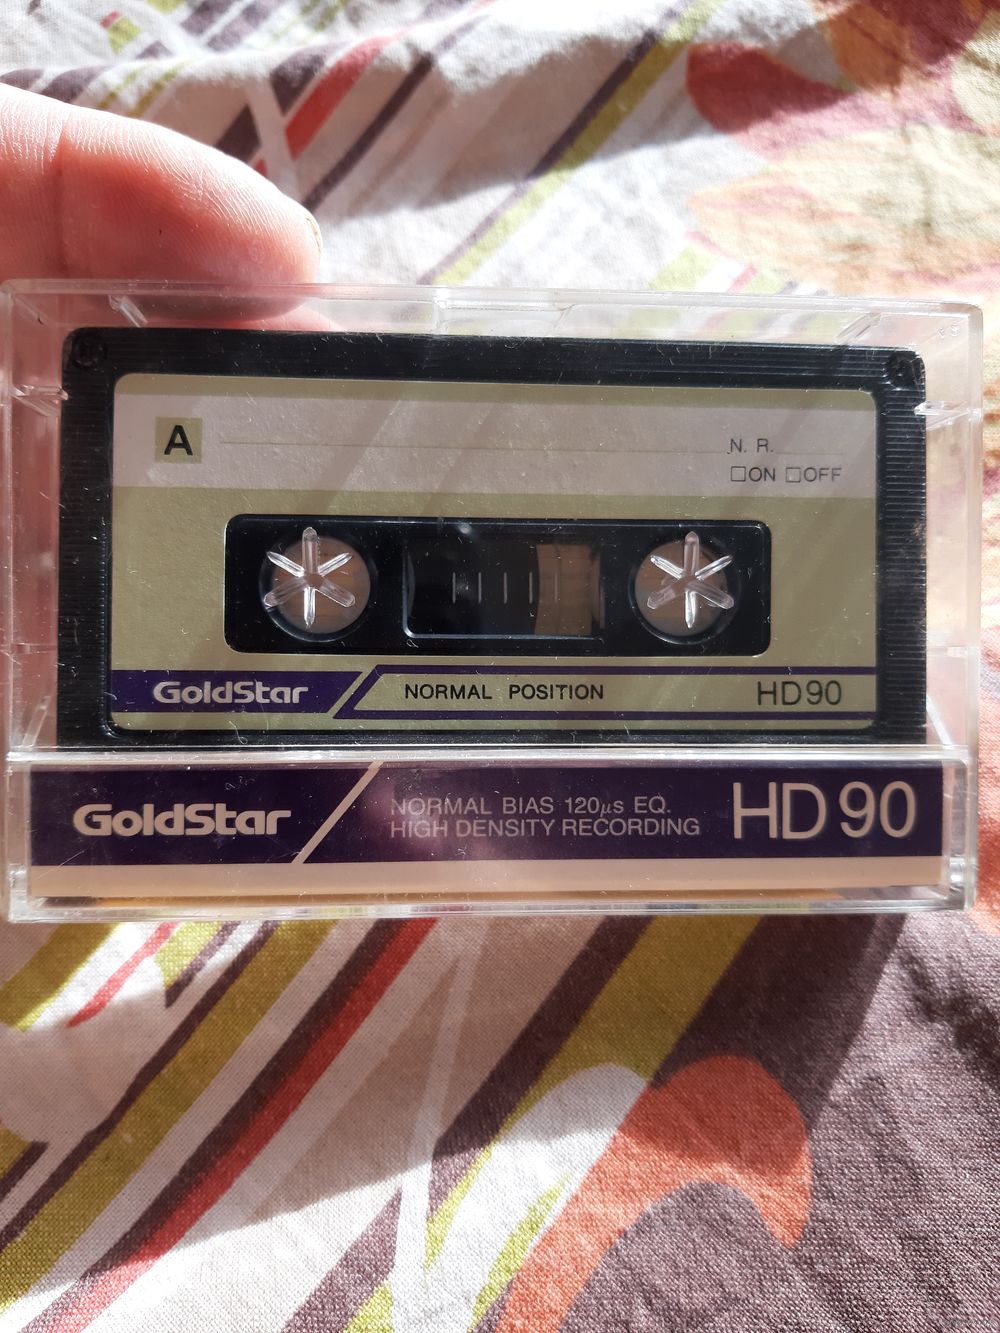 A
N. R.
☐ON ☐OFF
GoldStar
NORMAL POSITION
HD90
GoldStar
NORMAL BIAS 120μs EQ.
HIGH DENSITY RECORDING
HD 90